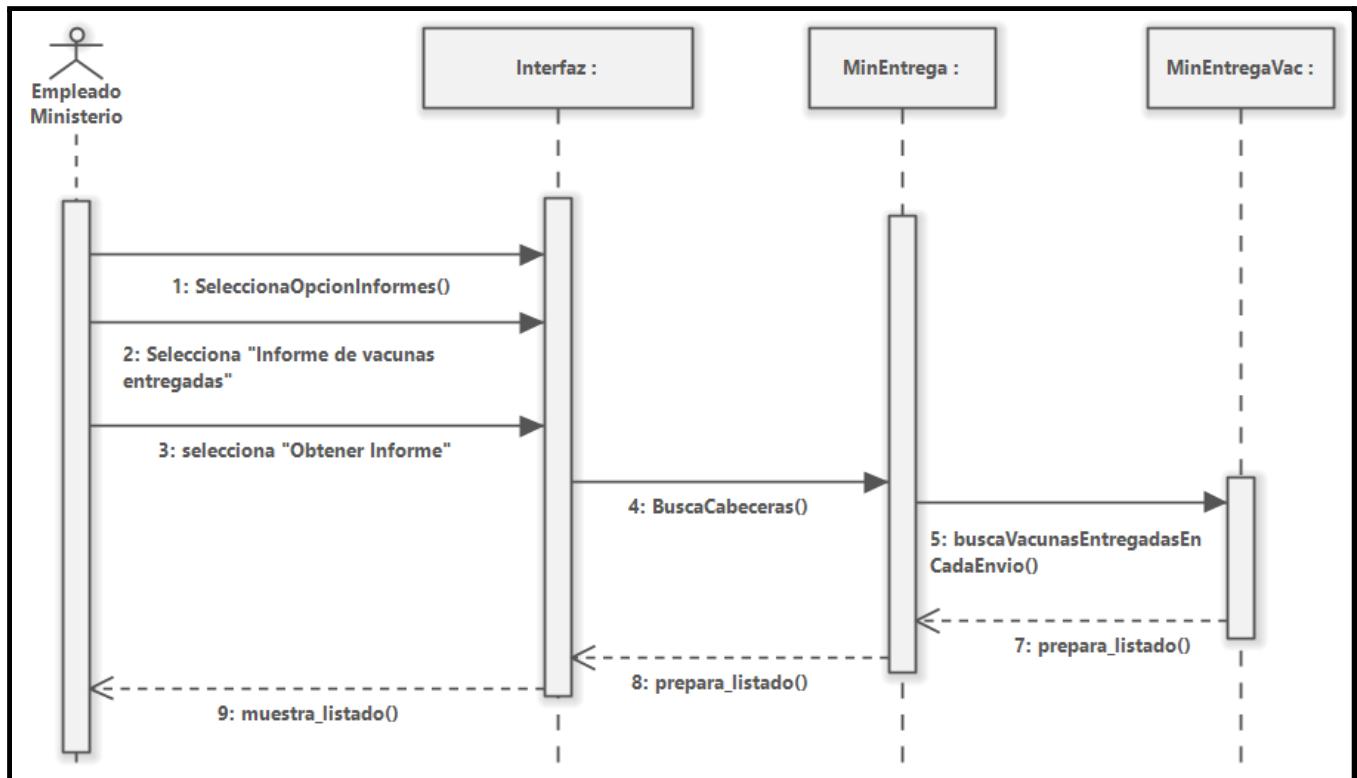 Empleado
Ministerio
Interfaz :
MinEntrega :
MinEntregaVac :
1: SeleccionaOpcionInformes()
2: Selecciona "Informe de vacunas
entregadas"
3: selecciona "Obtener Informe"
4: BuscaCabeceras()
5: buscaVacunasEntregadasEn
CadaEnvio()
7: prepara_listado()
8: prepara_listado()
9: muestra_listado()